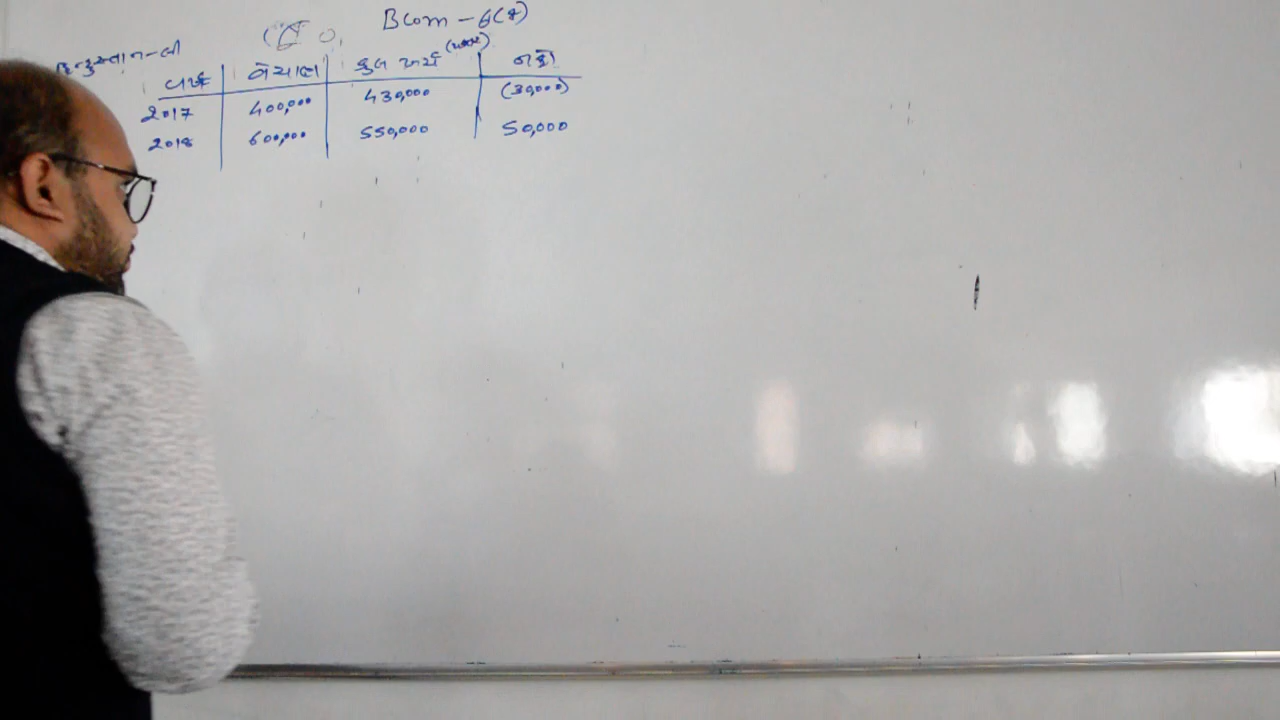 Bcom - 6(8)
હિન્દુસ્તાન-લી
વર્ષ વેચાણ કુલ ખર્ચ નફો
2017 400,000 430,000 (30,000)
2018 600,000 550,000 50,000